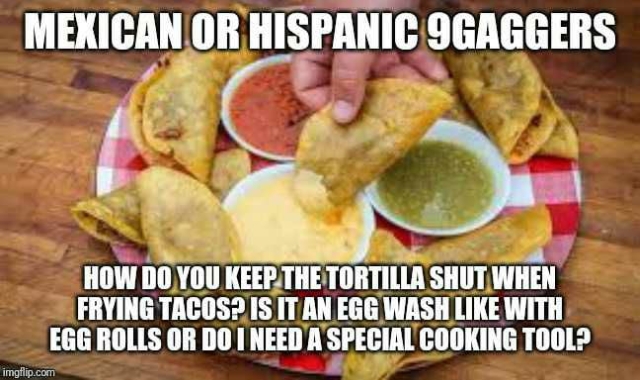 MEXICAN OR HISPANIC 9GAGGERS
HOW DO YOU KEEP THE TORTILLA SHUT WHEN
FRYING TACOS? IS IT AN EGG WASH LIKE WITH
EGG ROLLS OR DO I NEED A SPECIAL COOKING TOOL?
imgflip.com